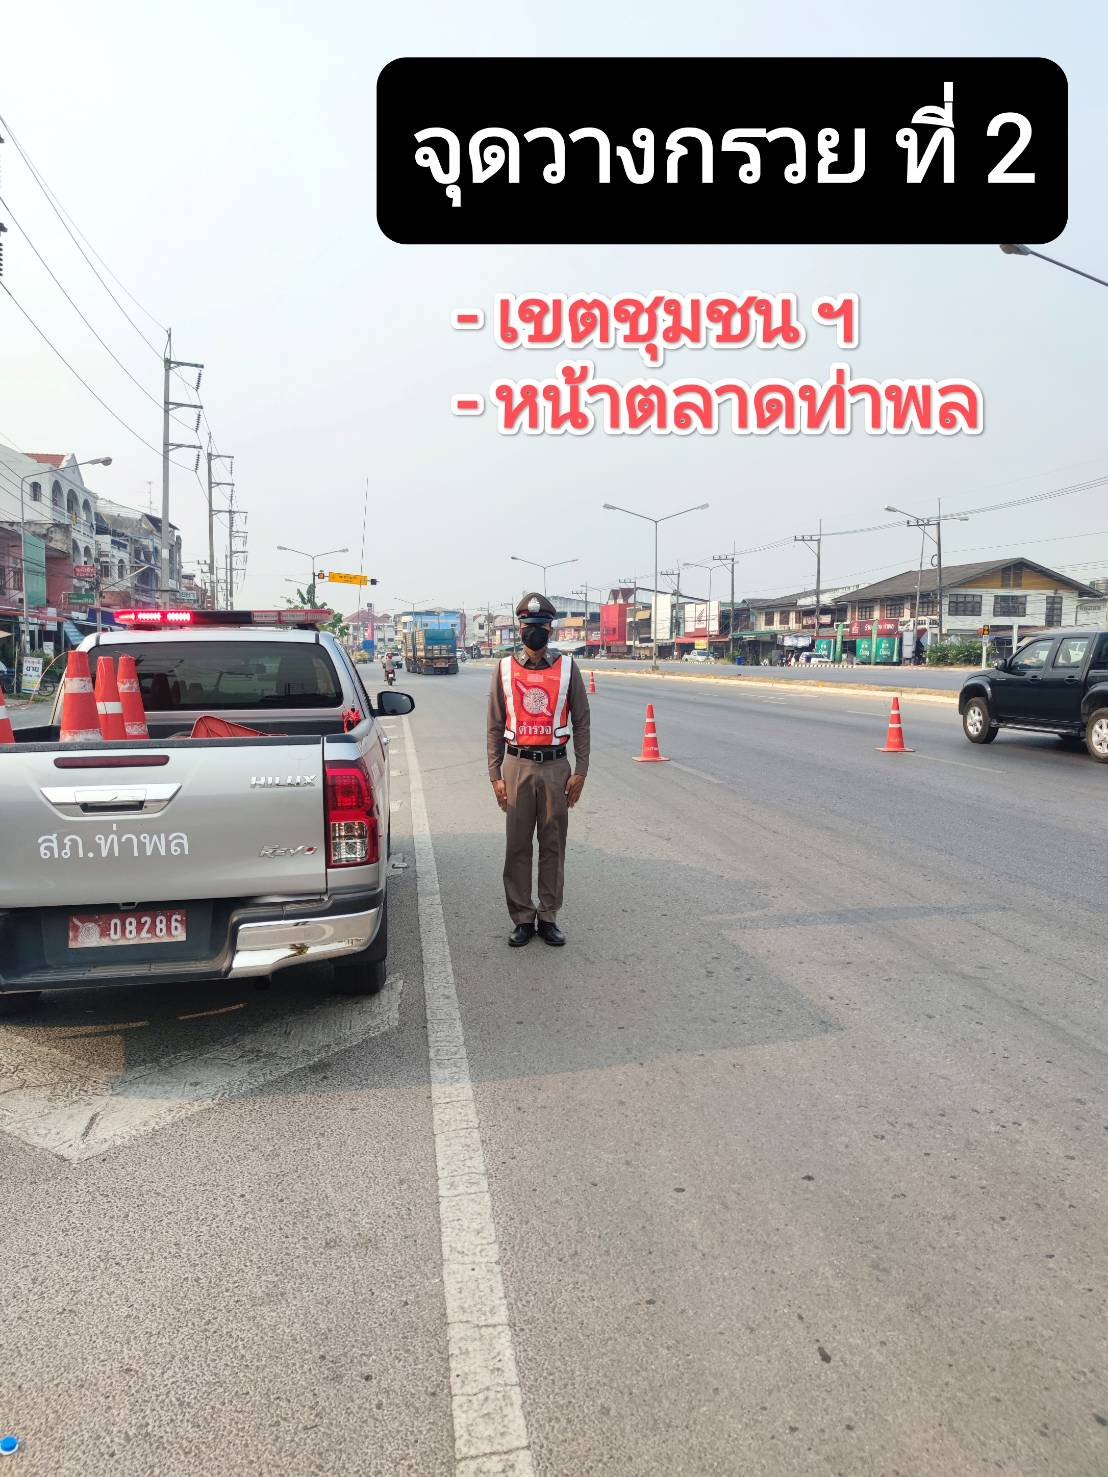 จุดวางกรวย ที่ 2
- เขตชุมชน ฯ
- หน้าตลาดท่าพล
ตำรวจ
HILUX
สภ.ท่าพล
REVO
08286